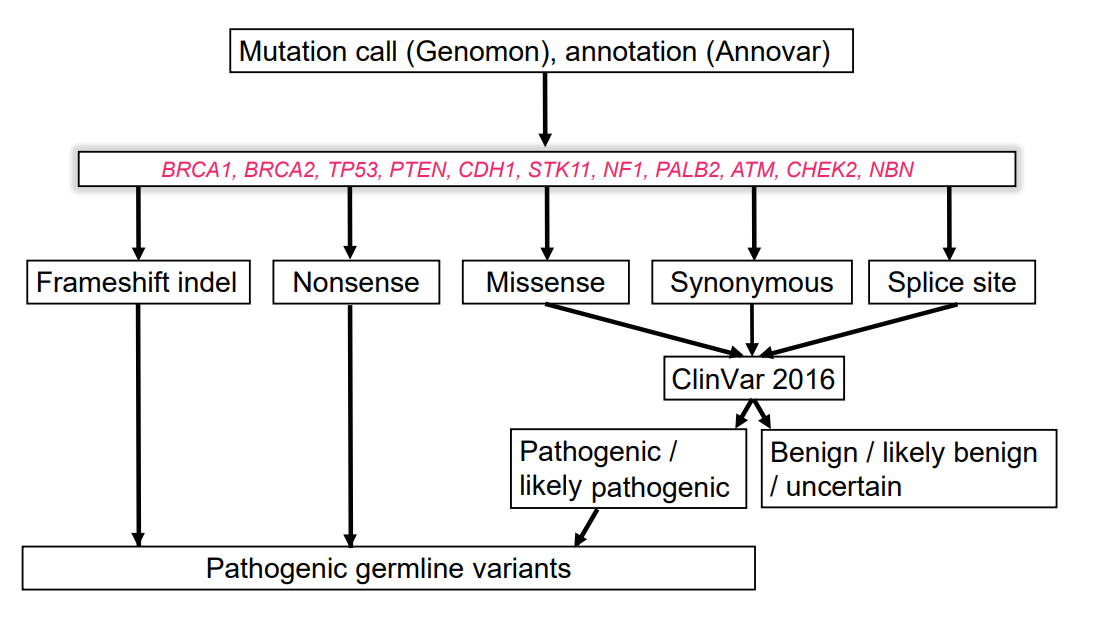 Mutation call (Genomon), annotation (Annovar)
BRCA1, BRCA2, TP53, PTEN, CDH1, STK11, NF1, PALB2, ATM, CHEK2, NBN
Frameshift indel
Nonsense
Missense
Synonymous
Splice site
ClinVar 2016
Pathogenic /
likely pathogenic
Benign / likely benign
/ uncertain
Pathogenic germline variants